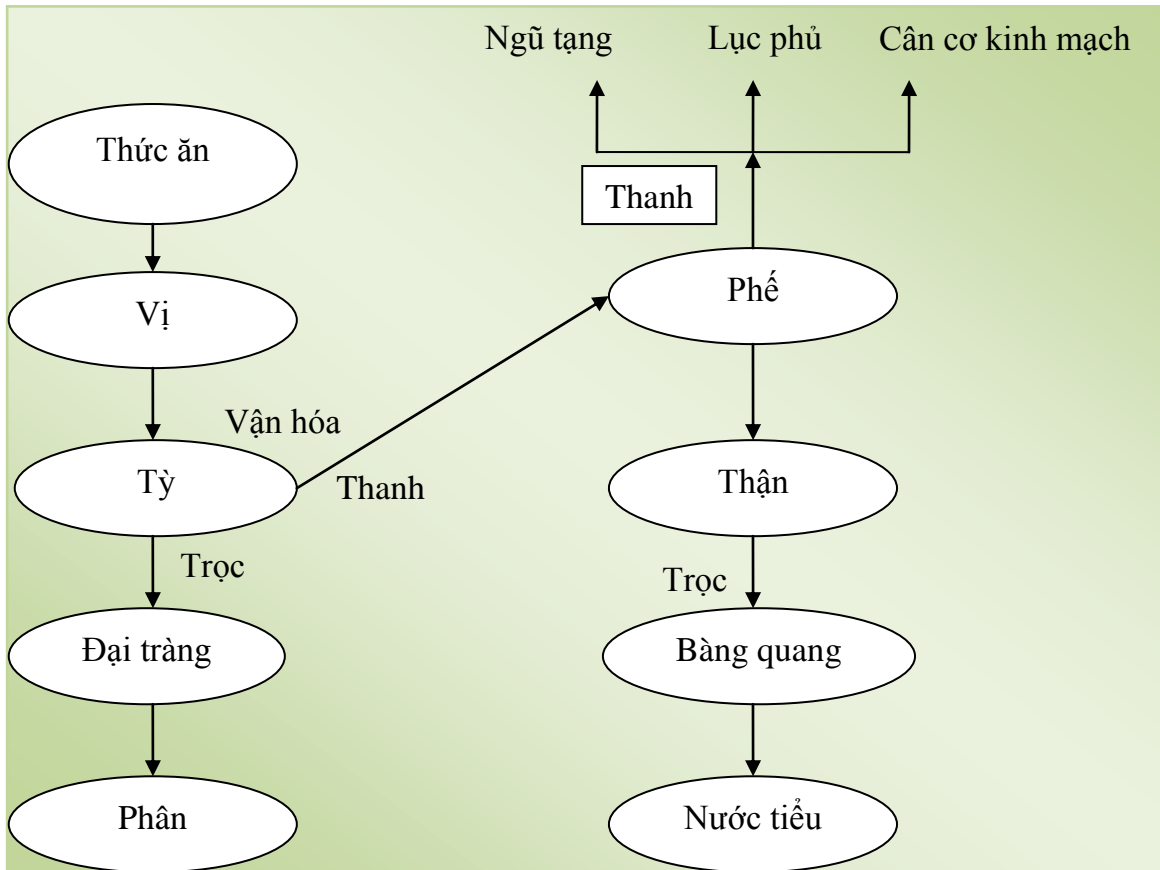 Ngũ tạng
Lục phủ
Cân cơ kinh mạch
Thức ăn
Thanh
Phế
Vị
Vận hóa
Tỳ
Thanh
Thận
Trọc
Trọc
Đại tràng
Bàng quang
Phân
Nước tiểu